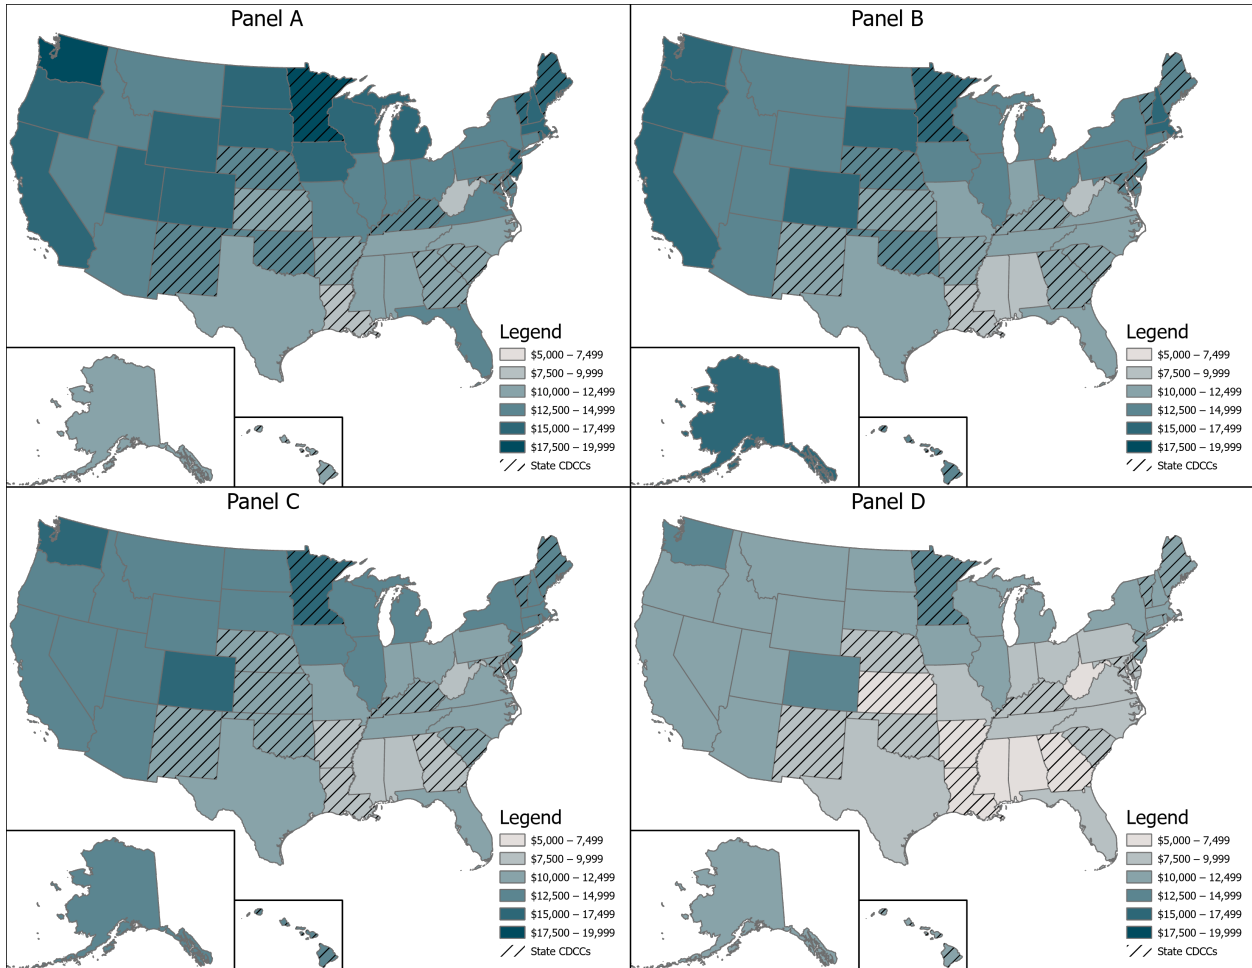 Panel A
Legend
$5,000 – 7,499
$7,500 – 9,999
$10,000 – 12,499
$12,500 – 14,999
$15,000 – 17,499
$17,500 – 19,999
State CDCCs
Panel B
Legend
$5,000 – 7,499
$7,500 – 9,999
$10,000 – 12,499
$12,500 – 14,999
$15,000 – 17,499
$17,500 – 19,999
State CDCCs
Panel C
Legend
$5,000 – 7,499
$7,500 – 9,999
$10,000 – 12,499
$12,500 – 14,999
$15,000 – 17,499
$17,500 – 19,999
State CDCCs
Panel D
Legend
$5,000 – 7,499
$7,500 – 9,999
$10,000 – 12,499
$12,500 – 14,999
$15,000 – 17,499
$17,500 – 19,999
State CDCCs